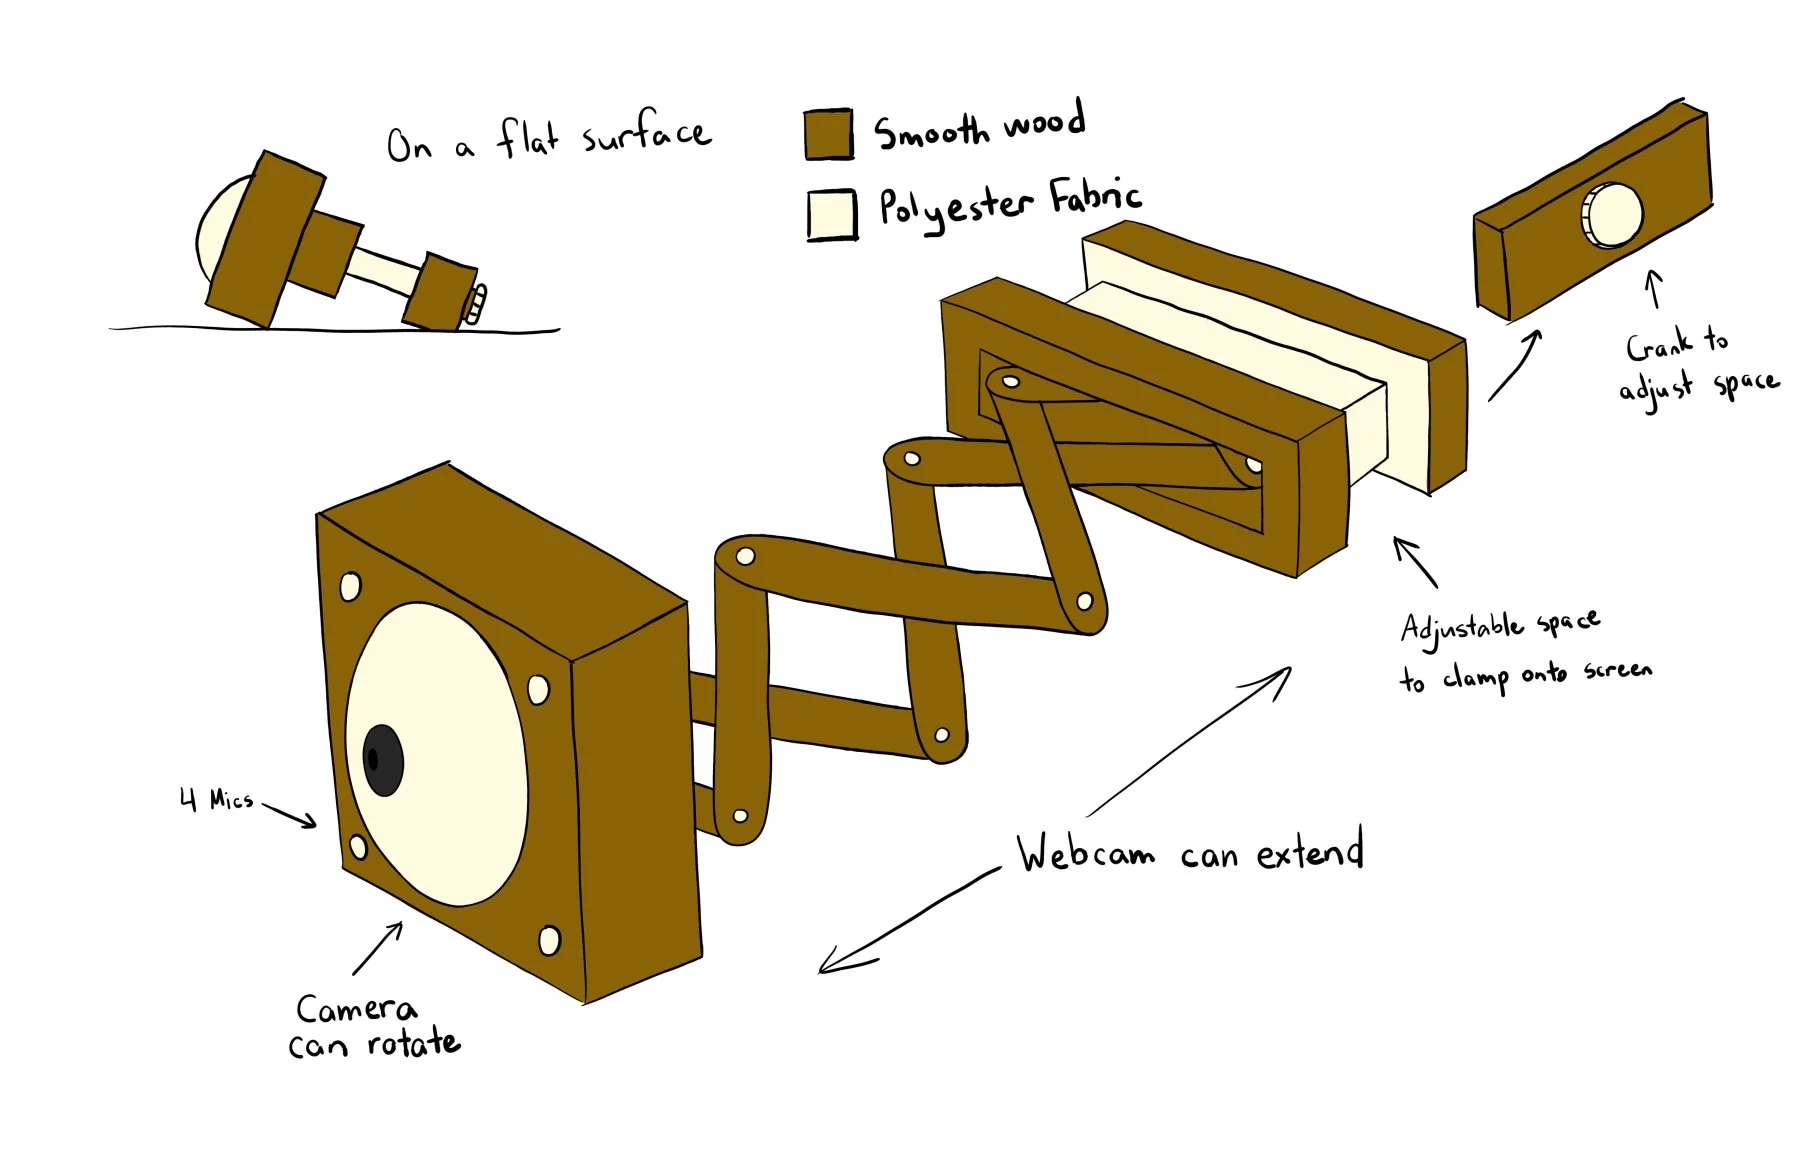 On a flat surface
Smooth wood
Polyester Fabric
Crank to
adjust space
Adjustable space
to clamp onto screen
Webcam can extend
4 Mics
Camera
can rotate